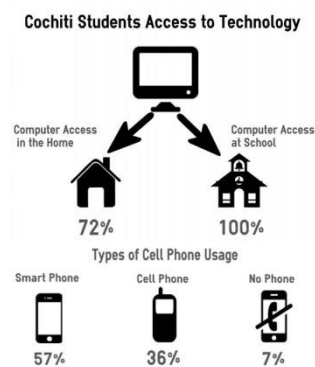 Cochiti Students Access to Technology
Computer Access
in the Home
Computer Access
at School
72%
100%
Types of Cell Phone Usage
Smart Phone
Cell Phone
No Phone
57%
36%
7%